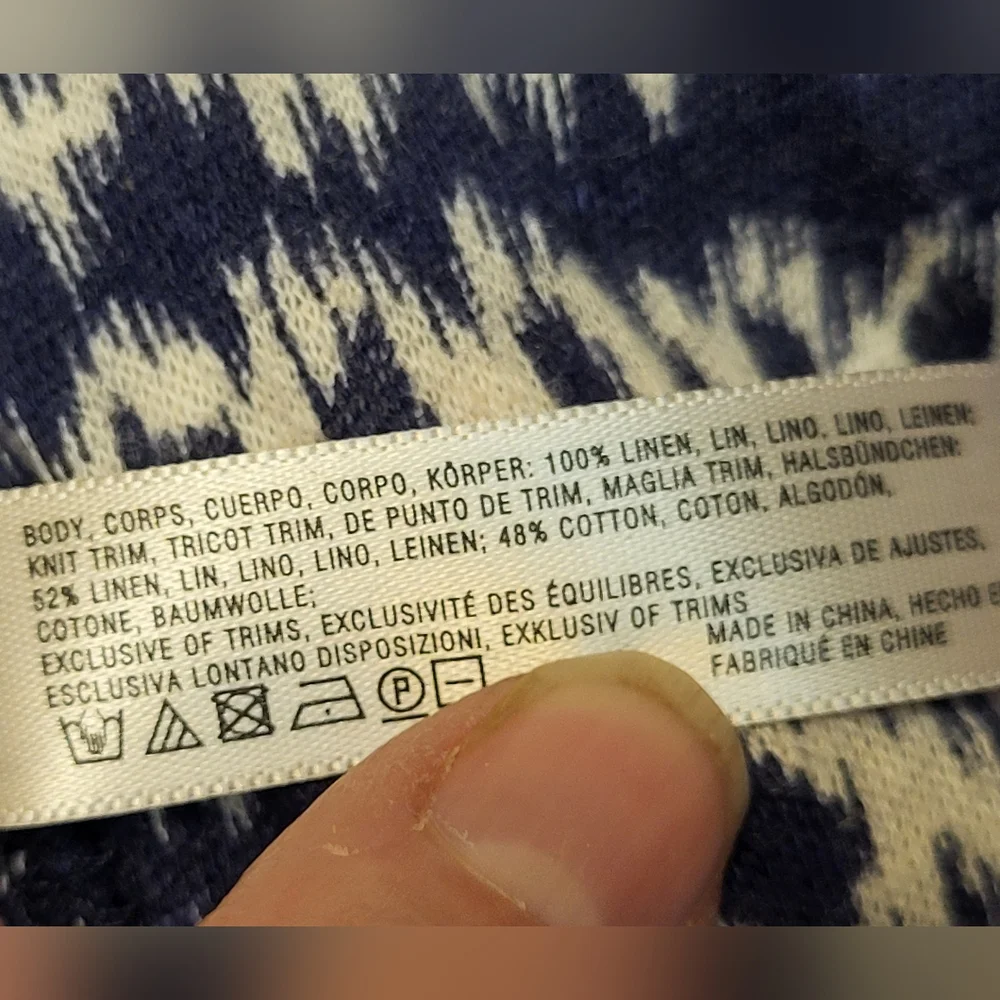 BODY, CORPS, CUERPO, CORPO, KÖRPER: 100% LINEN, LIN, LINO, LINO, LEINEN;
KNIT TRIM, TRICOT TRIM, DE PUNTO DE TRIM, MAGLIA TRIM, HALSBÜNDCHEN:
52% LINEN, LIN, LINO, LINO, LEINEN; 48% COTTON, COTON, ALGODÓN,
COTONE, BAUMWOLLE;
EXCLUSIVE OF TRIMS, EXCLUSIVITÉ DES ÉQUILIBRES, EXCLUSIVA DE AJUSTES,
ESCLUSIVA LONTANO DISPOSIZIONI, EXKLUSIV OF TRIMS
MADE IN CHINA, HECHO E
FABRIQUÉ EN CHINE
P